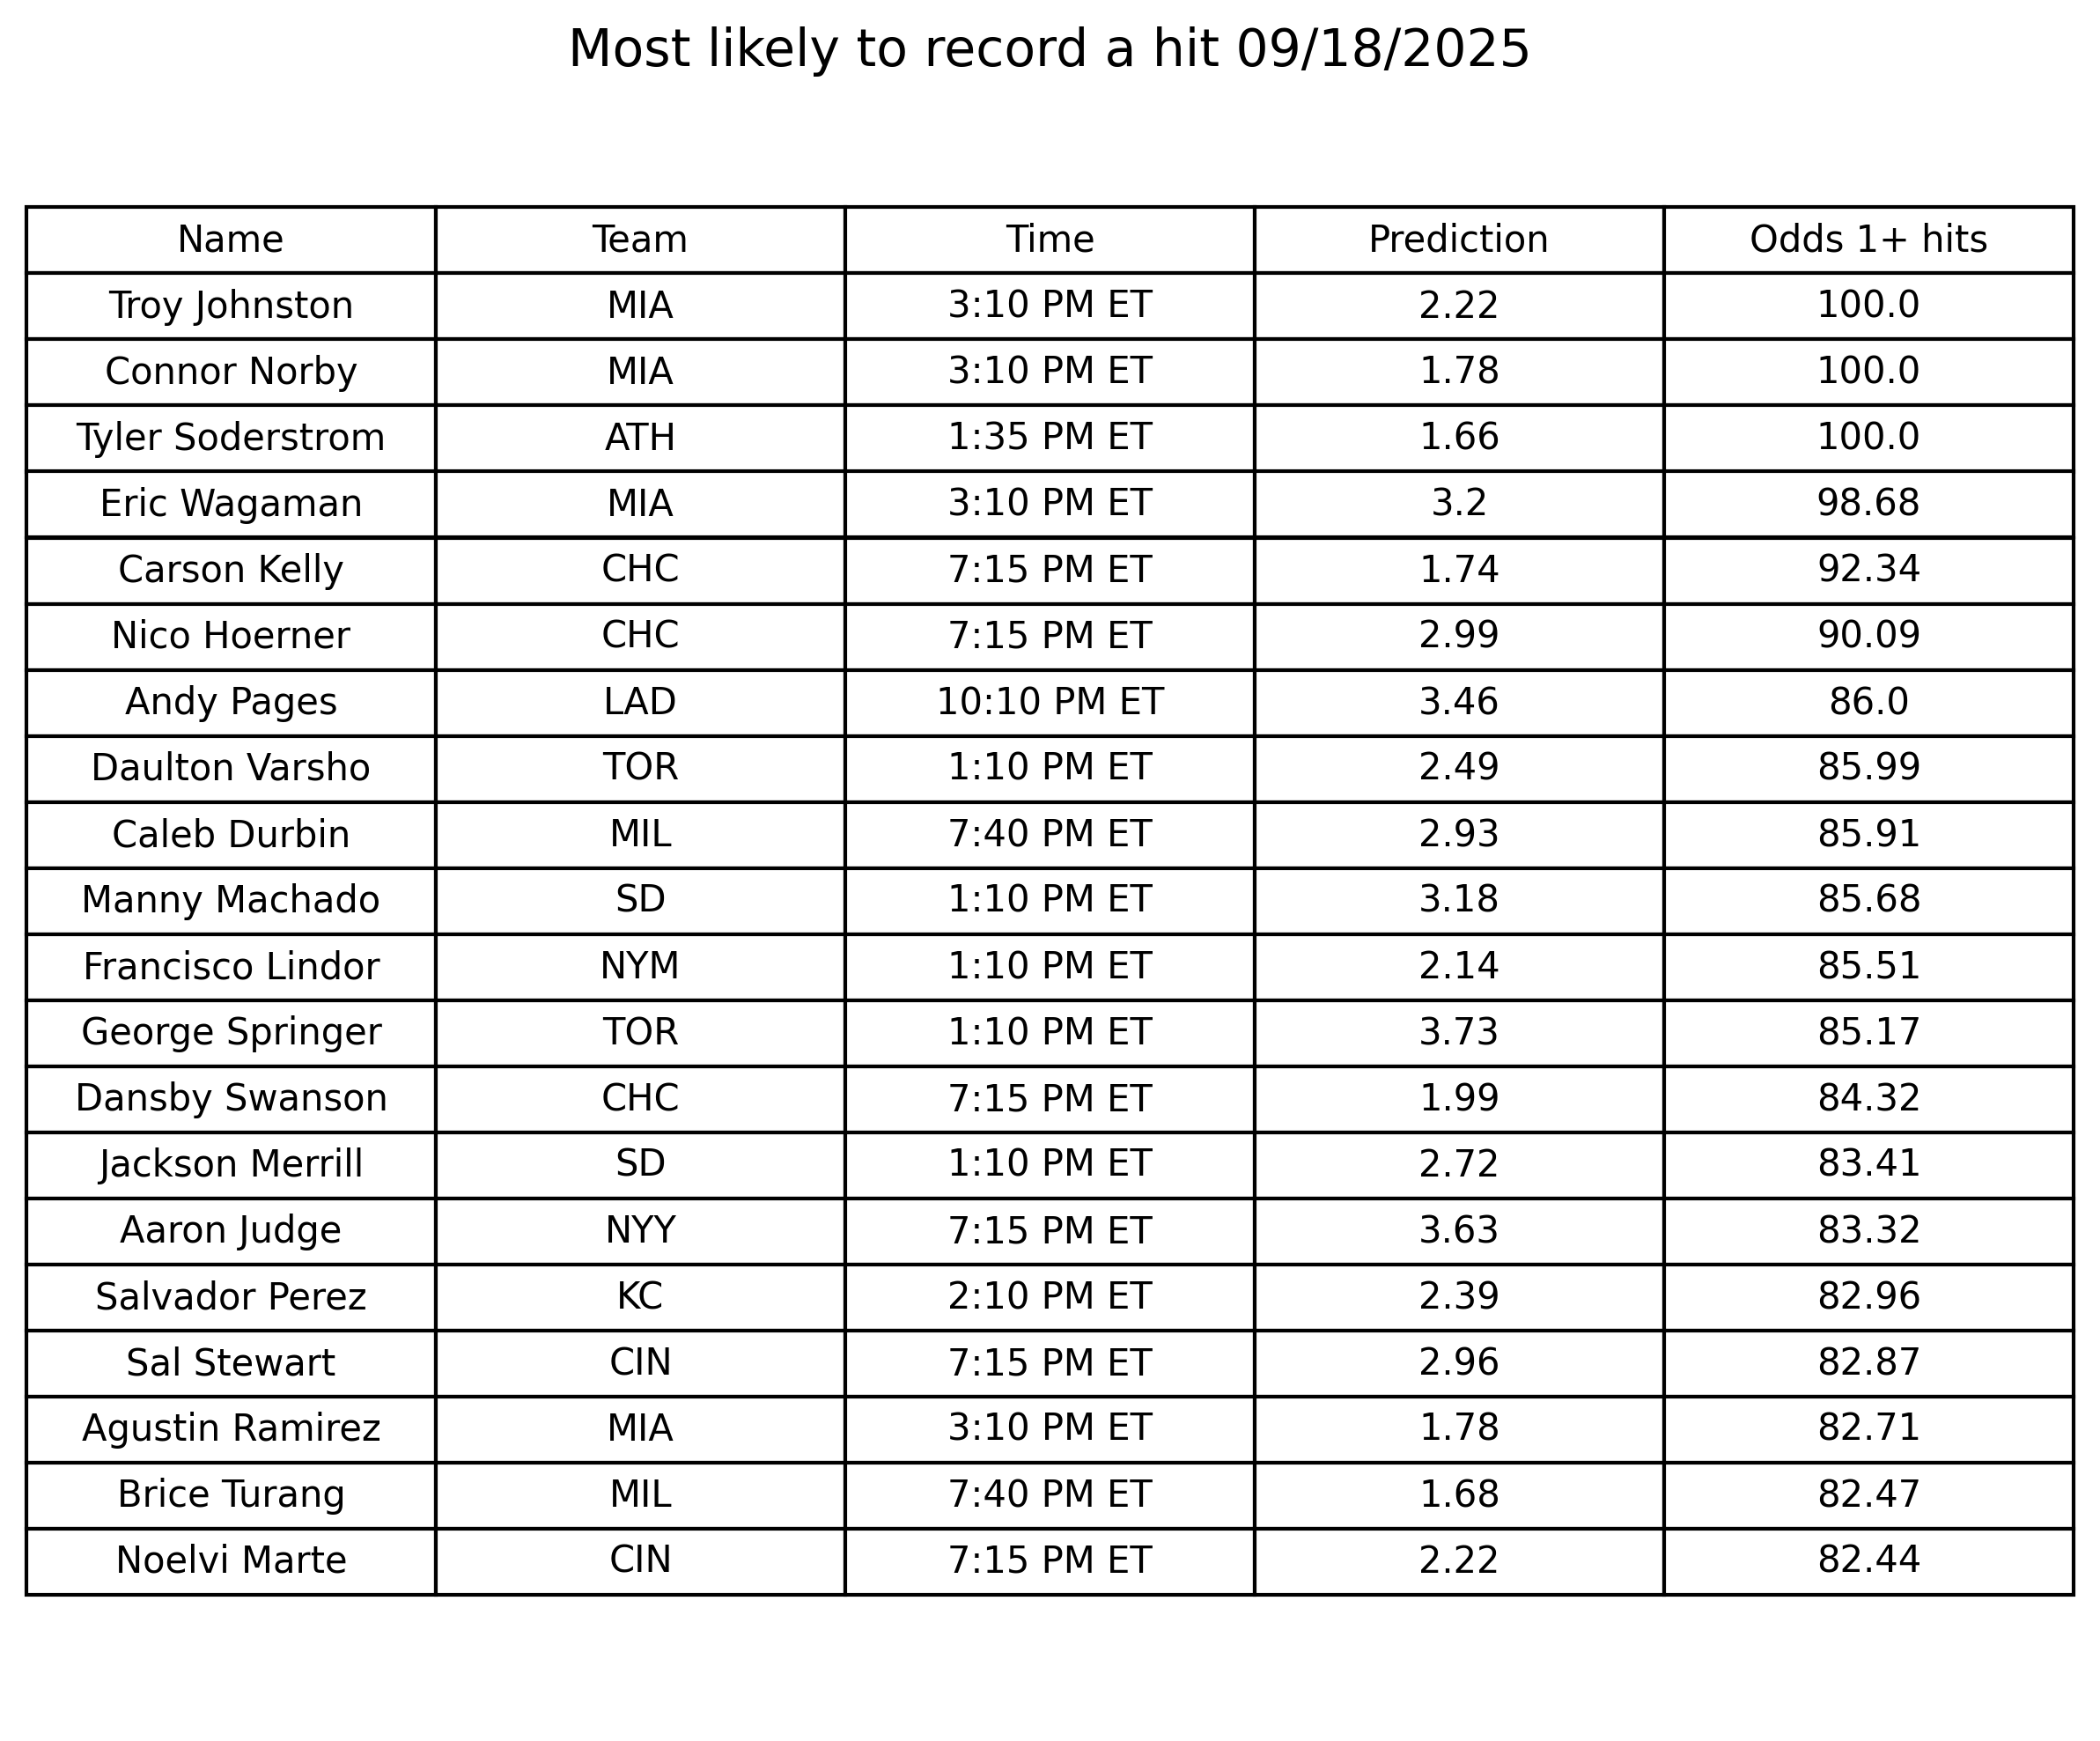 Most likely to record a hit 09/18/2025
Name Team Time Prediction Odds 1+ hits
Troy Johnston MIA 3:10 PM ET 2.22 100.0
Connor Norby MIA 3:10 PM ET 1.78 100.0
Tyler Soderstrom ATH 1:35 PM ET 1.66 100.0
Eric Wagaman MIA 3:10 PM ET 3.2 98.68
Carson Kelly CHC 7:15 PM ET 1.74 92.34
Nico Hoerner CHC 7:15 PM ET 2.99 90.09
Andy Pages LAD 10:10 PM ET 3.46 86.0
Daulton Varsho TOR 1:10 PM ET 2.49 85.99
Caleb Durbin MIL 7:40 PM ET 2.93 85.91
Manny Machado SD 1:10 PM ET 3.18 85.68
Francisco Lindor NYM 1:10 PM ET 2.14 85.51
George Springer TOR 1:10 PM ET 3.73 85.17
Dansby Swanson CHC 7:15 PM ET 1.99 84.32
Jackson Merrill SD 1:10 PM ET 2.72 83.41
Aaron Judge NYY 7:15 PM ET 3.63 83.32
Salvador Perez KC 2:10 PM ET 2.39 82.96
Sal Stewart CIN 7:15 PM ET 2.96 82.87
Agustin Ramirez MIA 3:10 PM ET 1.78 82.71
Brice Turang MIL 7:40 PM ET 1.68 82.47
Noelvi Marte CIN 7:15 PM ET 2.22 82.44